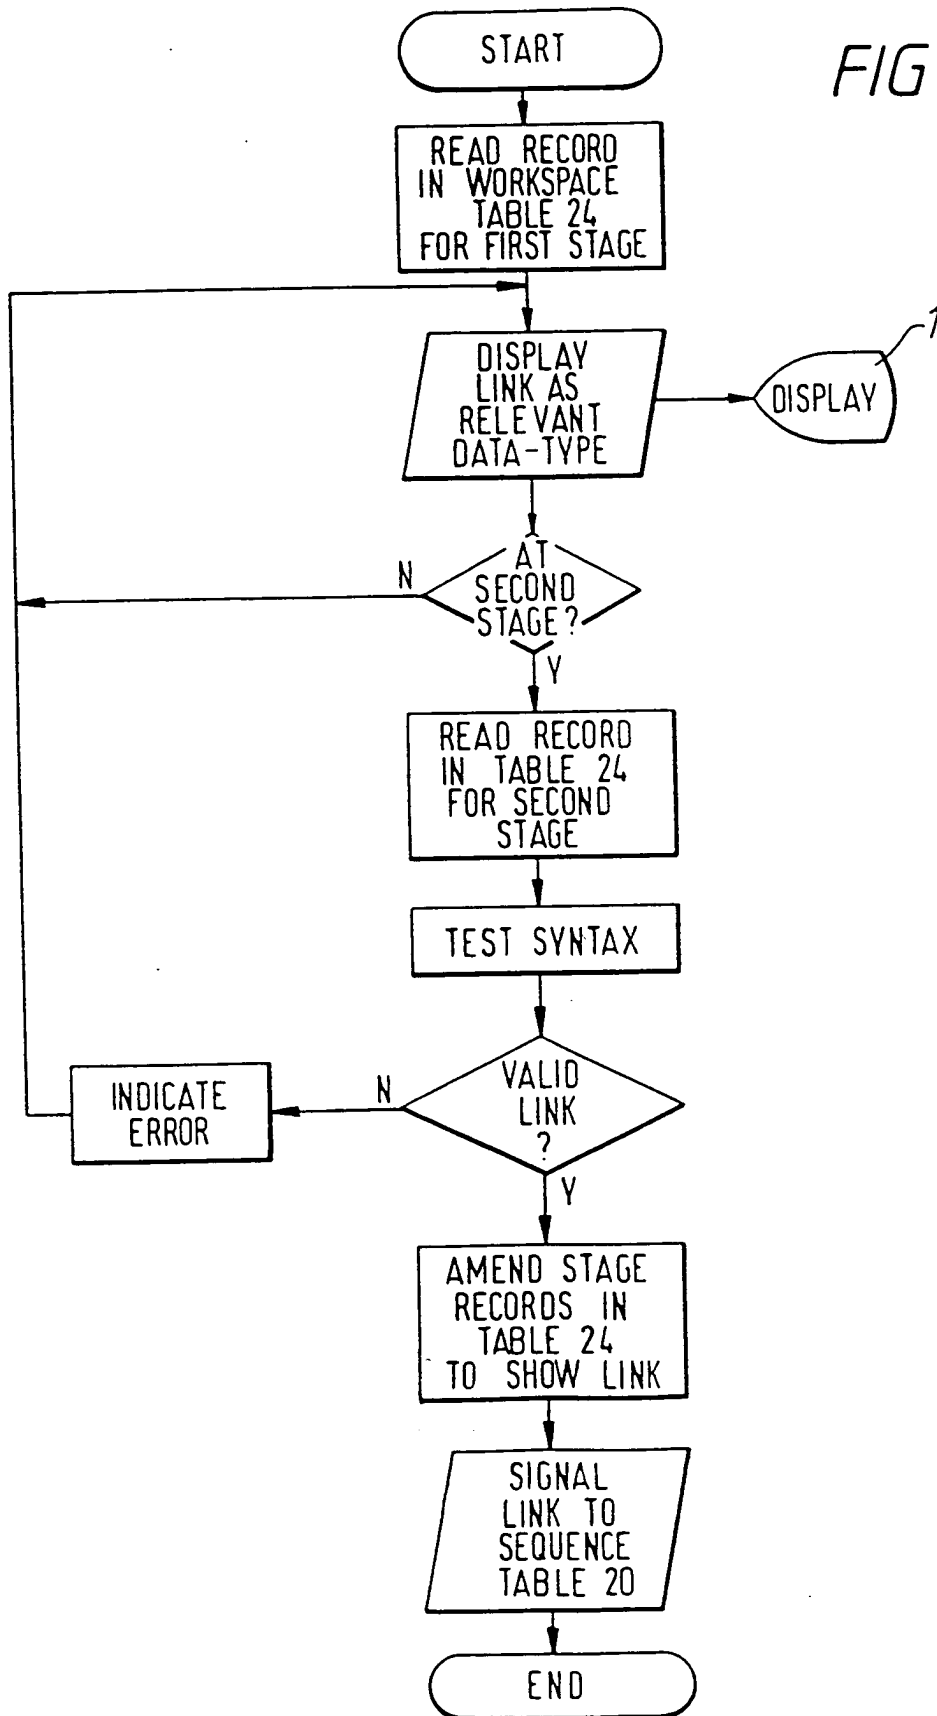 START
FIG
READ RECORD
IN WORKSPACE
TABLE 24
FOR FIRST STAGE
1
DISPLAY
LINK AS
RELEVANT
DATA-TYPE
DISPLAY
AT
SECOND
STAGE?
N
Y
READ RECORD
IN TABLE 24
FOR SECOND
STAGE
TEST SYNTAX
VALID
LINK
?
N
Y
INDICATE
ERROR
AMEND STAGE
RECORDS IN
TABLE 24
TO SHOW LINK
SIGNAL
LINK TO
SEQUENCE
TABLE 20
END